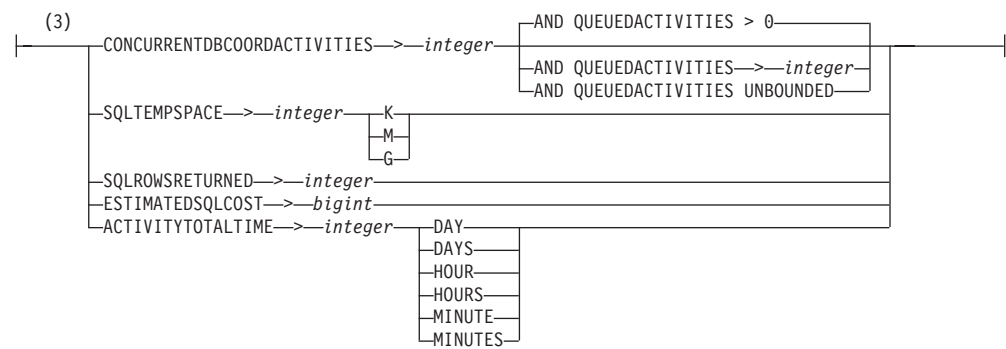 (3)
AND QUEUEDACTIVITIES > 0
CONCURRENTDBCOORDACTIVITIES > integer
AND QUEUEDACTIVITIES > integer
AND QUEUEDACTIVITIES UNBOUNDED
SQLTEMPSPACE > integer K
M
G
SQLROWSRETURNED > integer
ESTIMATEDSQLCOST > bigint
ACTIVITYTOTALTIME > integer DAY
DAYS
HOUR
HOURS
MINUTE
MINUTES